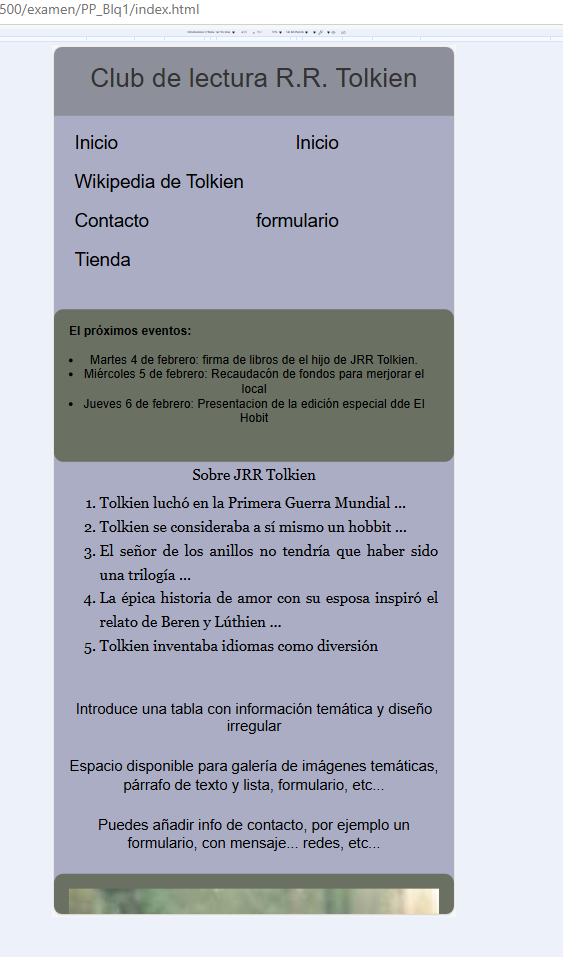 500/examen/PP_Blq1/index.html
Club de lectura R.R. Tolkien
Inicio Inicio
Wikipedia de Tolkien
Contacto formulario
Tienda
El próximos eventos:
• Martes 4 de febrero: firma de libros de el hijo de JRR Tolkien.
• Miércoles 5 de febrero: Recaudacón de fondos para merjorar el
local
• Jueves 6 de febrero: Presentacion de la edición especial dde El
Hobit
Sobre JRR Tolkien
1. Tolkien luchó en la Primera Guerra Mundial ...
2. Tolkien se consideraba a sí mismo un hobbit ...
3. El señor de los anillos no tendría que haber sido
una trilogía ...
4. La épica historia de amor con su esposa inspiró el
relato de Beren y Lúthien ...
5. Tolkien inventaba idiomas como diversión
Introduce una tabla con información temática y diseño
irregular
Espacio disponible para galería de imágenes temáticas,
párrafo de texto y lista, formulario, etc...
Puedes añadir info de contacto, por ejemplo un
formulario, con mensaje... redes, etc...